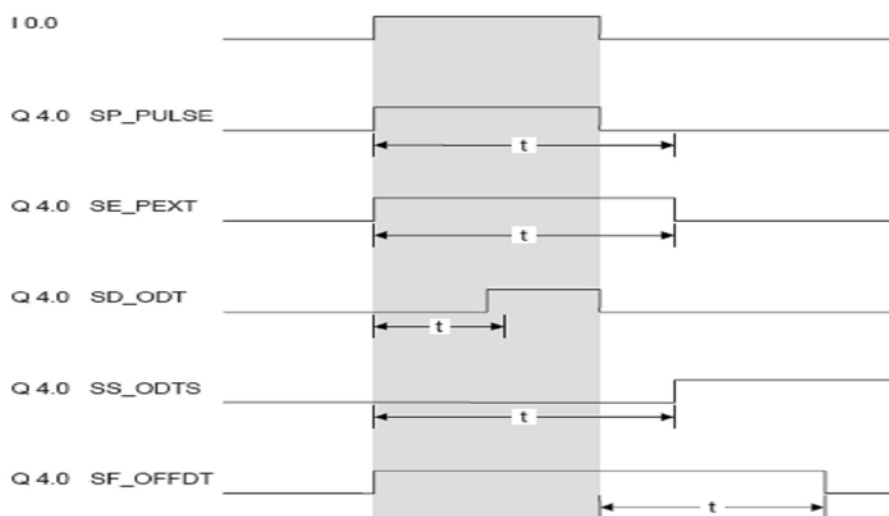 I 0.0
Q 4.0 SP_PULSE
t
Q 4.0 SE_PEXT
t
Q 4.0 SD_ODT
t
Q 4.0 SS_ODTS
t
Q 4.0 SF_OFFDT
t